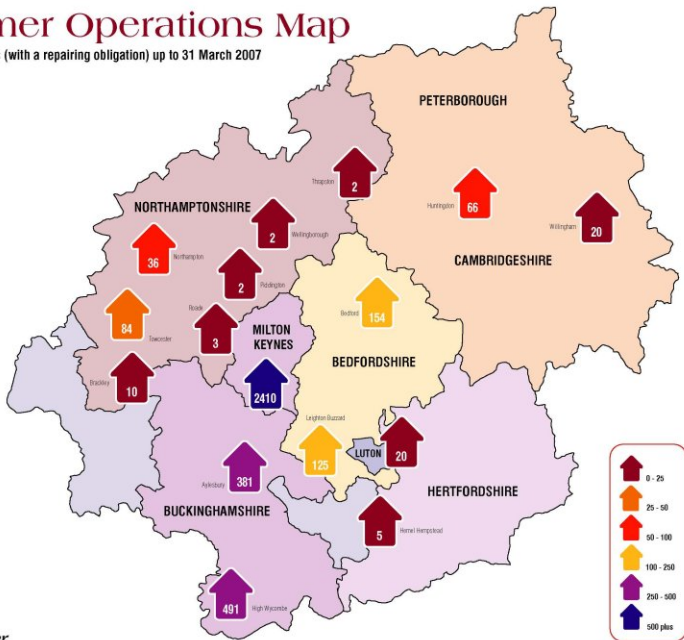 ner Operations Map
(with a repairing obligation) up to 31 March 2007
PETERBOROUGH
Thrapston
2
Huntingdon
66
Willingham
20
NORTHAMPTONSHIRE
2
Wellingborough
36
Northampton
CAMBRIDGESHIRE
2
Piddington
Bedford
154
Roade
3
84
Towcester
MILTON
KEYNES
BEDFORDSHIRE
Brackley
10
2410
Leighton Buzzard
125
LUTON
20
Aylesbury
381
HERTFORDSHIRE
BUCKINGHAMSHIRE
5
Hemel Hempstead
491
High Wycombe
0 - 25
25 - 50
50 - 100
100 - 250
250 - 500
500 plus